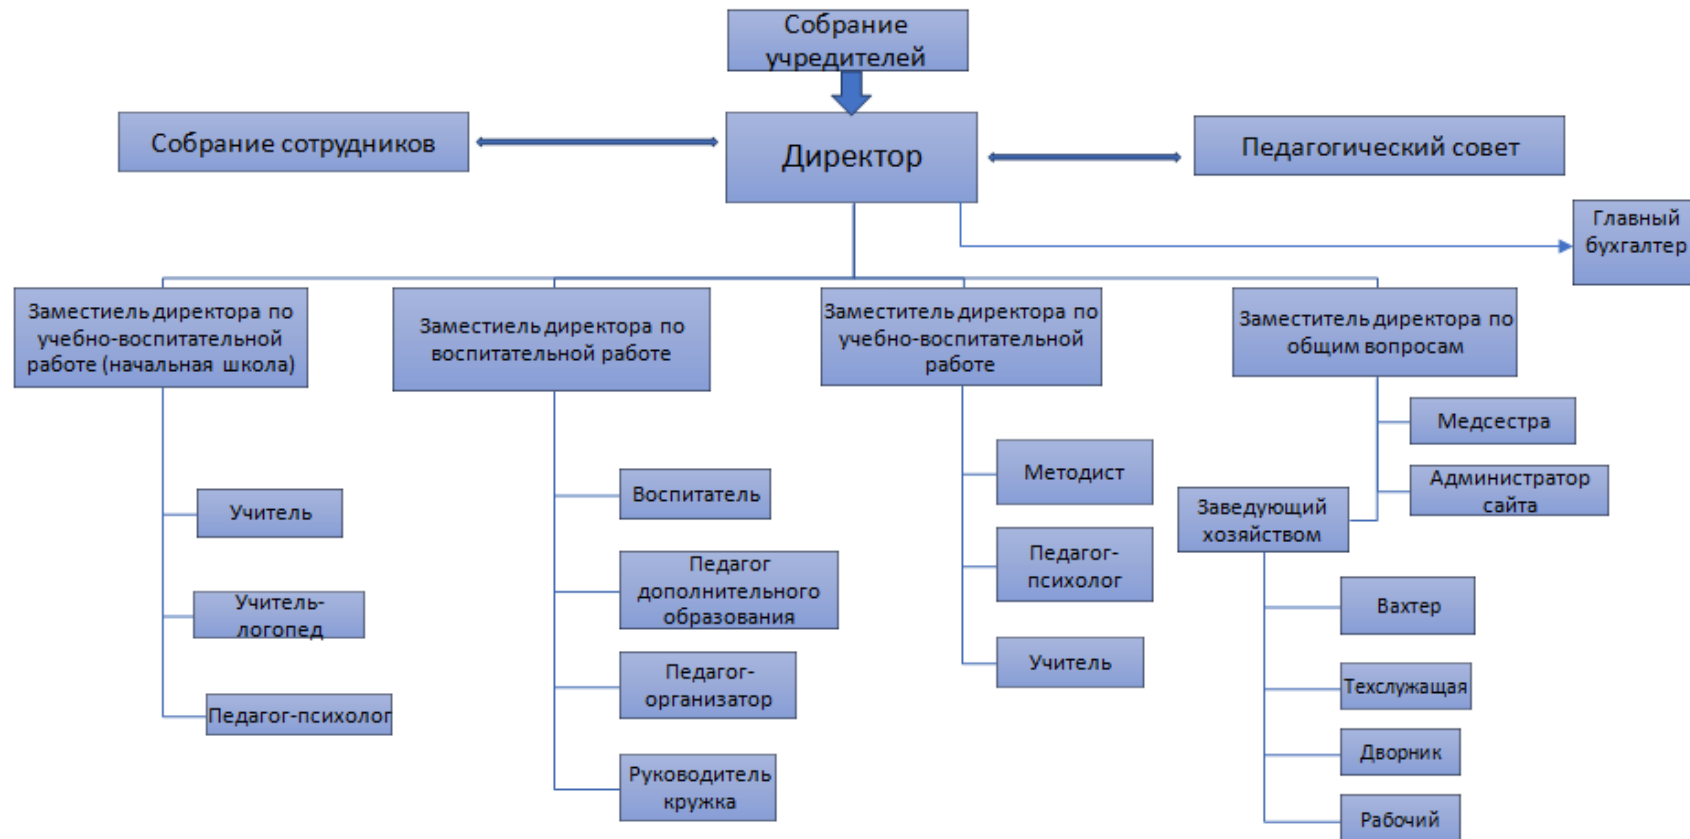 Собрание
учредителей
Собрание сотрудников
Директор
Педагогический совет
Главный
бухгалтер
Заместиель директора по
учебно-воспитательной
работе (начальная школа)
Заместиель директора по
воспитательной работе
Заместитель директора по
учебно-воспитательной
работе
Заместитель директора по
общим вопросам
Учитель
Учитель-
логопед
Педагог-психолог
Воспитатель
Педагог
дополнительного
образования
Педагог-
организатор
Руководитель
кружка
Методист
Педагог-
психолог
Учитель
Медсестра
Администратор
сайта
Заведующий
хозяйством
Вахтер
Техслужащая
Дворник
Рабочий